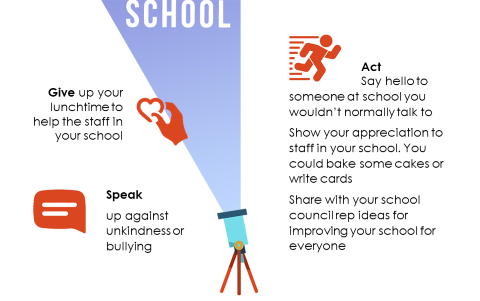 SCHOOL
Give up your
lunchtime to
help the staff in
your school
Speak
up against
unkindness or
bullying
Act
Say hello to
someone at school you
wouldn't normally talk to
Show your appreciation to
staff in your school. You
could bake some cakes or
write cards
Share with your school
council rep ideas for
improving your school for
everyone